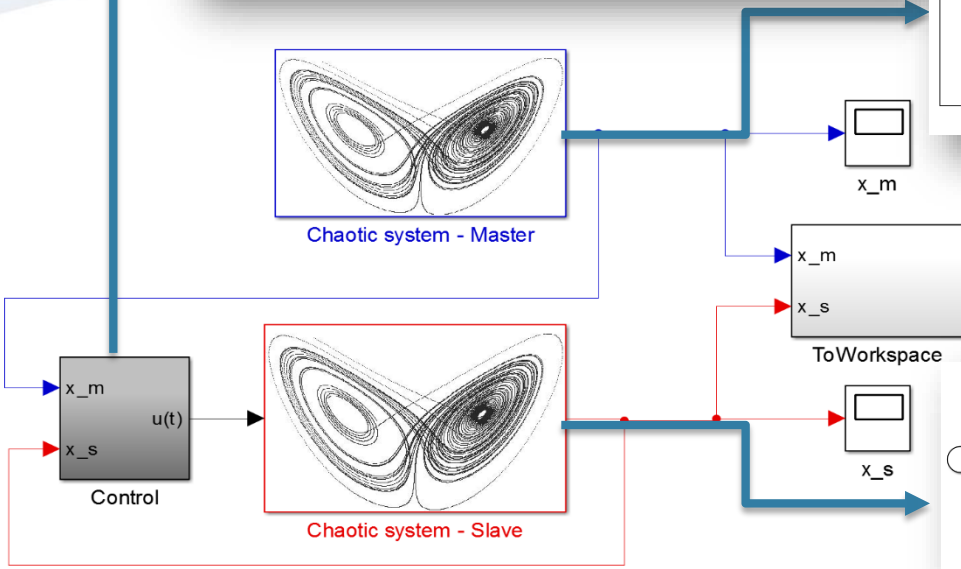 Chaotic system - Master
x_m
x_m
x_s
ToWorkspace
x_m
u(t)
x_s
Control
Chaotic system - Slave
x_s